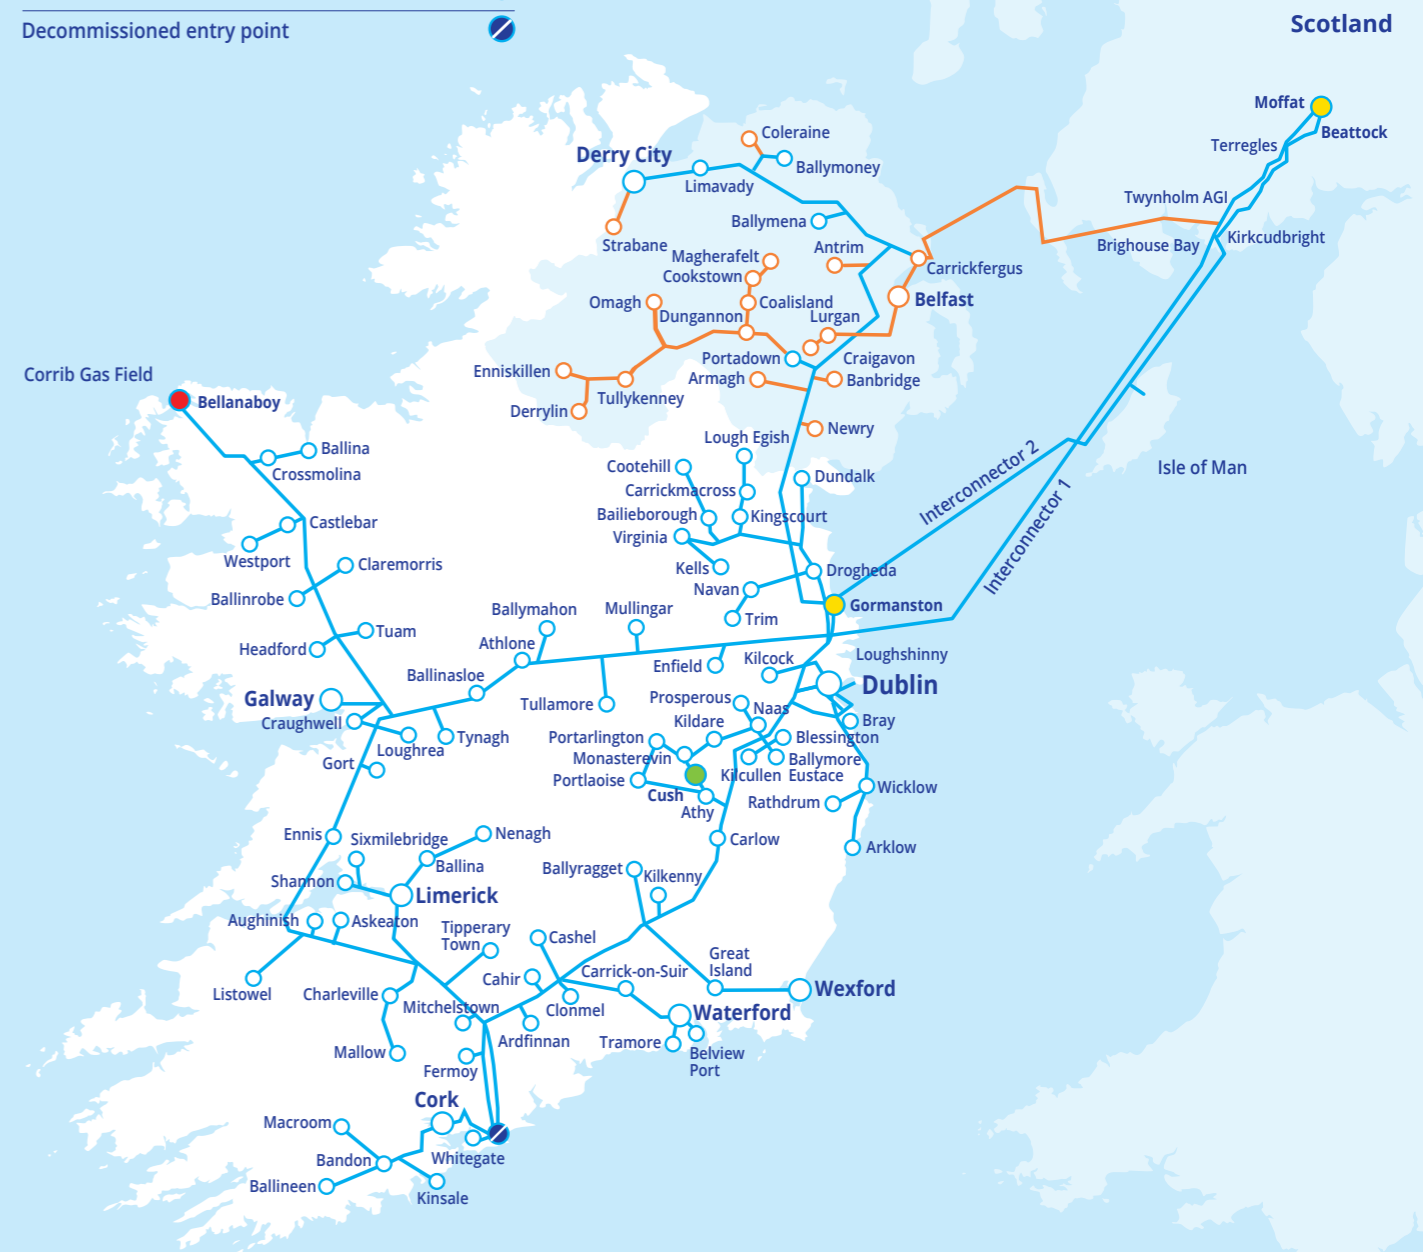 Decommissioned entry point
Scotland
Moffat
Beattock
Terregles
Coleraine
Derry City
Ballymoney
Limavady
Twynholm AGI
Ballymena
Kirkcudbright
Brighouse Bay
Strabane
Antrim
Magherafelt
Cookstown
Carrickfergus
Omagh
Coalisland
Belfast
Dungannon
Lurgan
Portadown
Craigavon
Enniskillen
Armagh
Banbridge
Corrib Gas Field
Tullykenney
Bellanaboy
Derrylin
Newry
Lough Egish
Ballina
Interconnector 2
Isle of Man
Crossmolina
Cootehill
Dundalk
Carrickmacross
Interconnector 1
Castlebar
Bailieborough
Kingscourt
Virginia
Westport
Claremorris
Kells
Drogheda
Navan
Ballinrobe
Ballymahon
Mullingar
Gormanston
Trim
Tuam
Headford
Athlone
Loughshinny
Kilcock
Enfield
Ballinasloe
Dublin
Galway
Tullamore
Prosperous
Naas
Craughwell
Kildare
Bray
Loughrea
Tynagh
Portarlington
Blessington
Monasterevin
Ballymore
Eustace
Gort
Kilcullen
Portlaoise
Wicklow
Cush
Rathdrum
Athy
Ennis
Sixmilebridge
Nenagh
Carlow
Arklow
Ballina
Ballyragget
Kilkenny
Shannon
Limerick
Aughinish
Askeaton
Tipperary
Town
Cashel
Great
Island
Cahir
Carrick-on-Suir
Wexford
Listowel
Charleville
Mitchelstown
Clonmel
Waterford
Ardfinnan
Tramore
Mallow
Belview
Port
Fermoy
Cork
Macroom
Whitegate
Bandon
Ballineen
Kinsale